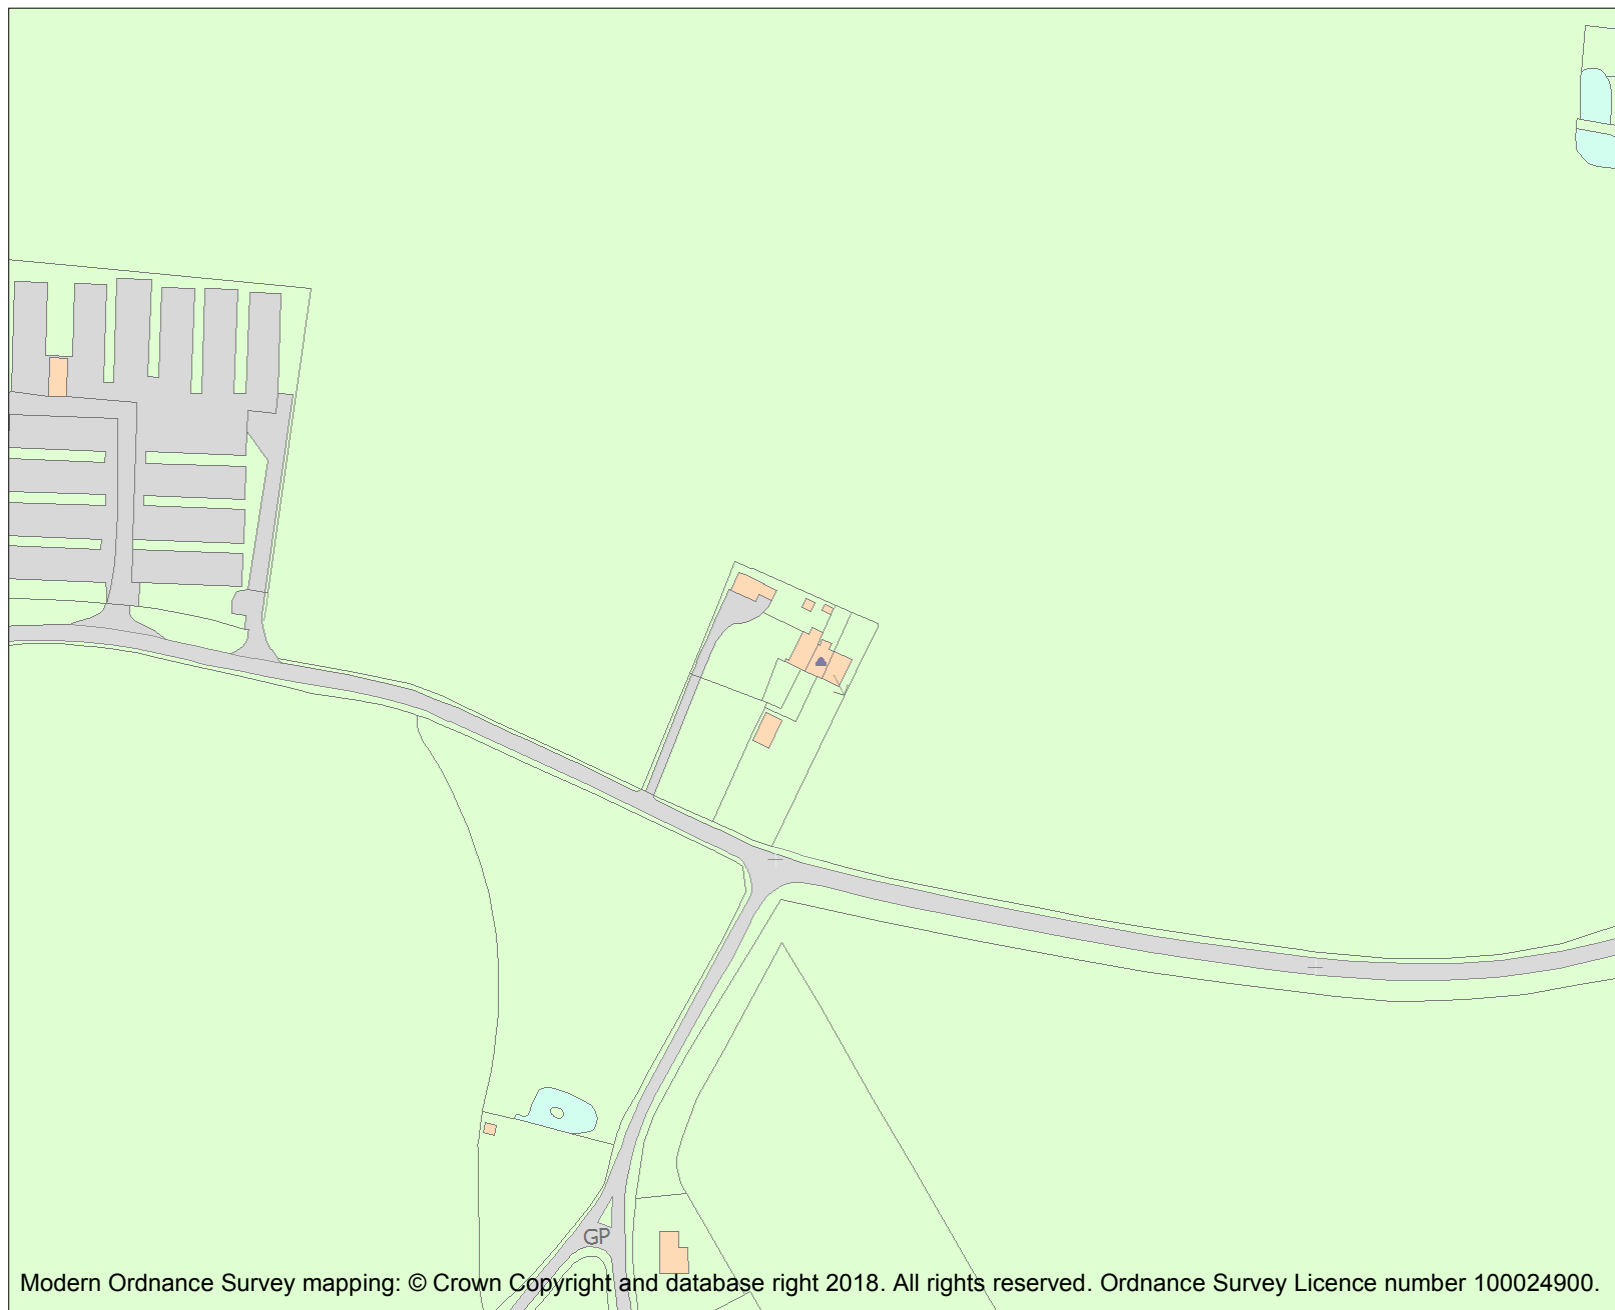 GP
Modern Ordnance Survey mapping: © Crown Copyright and database right 2018. All rights reserved. Ordnance Survey Licence number 100024900.